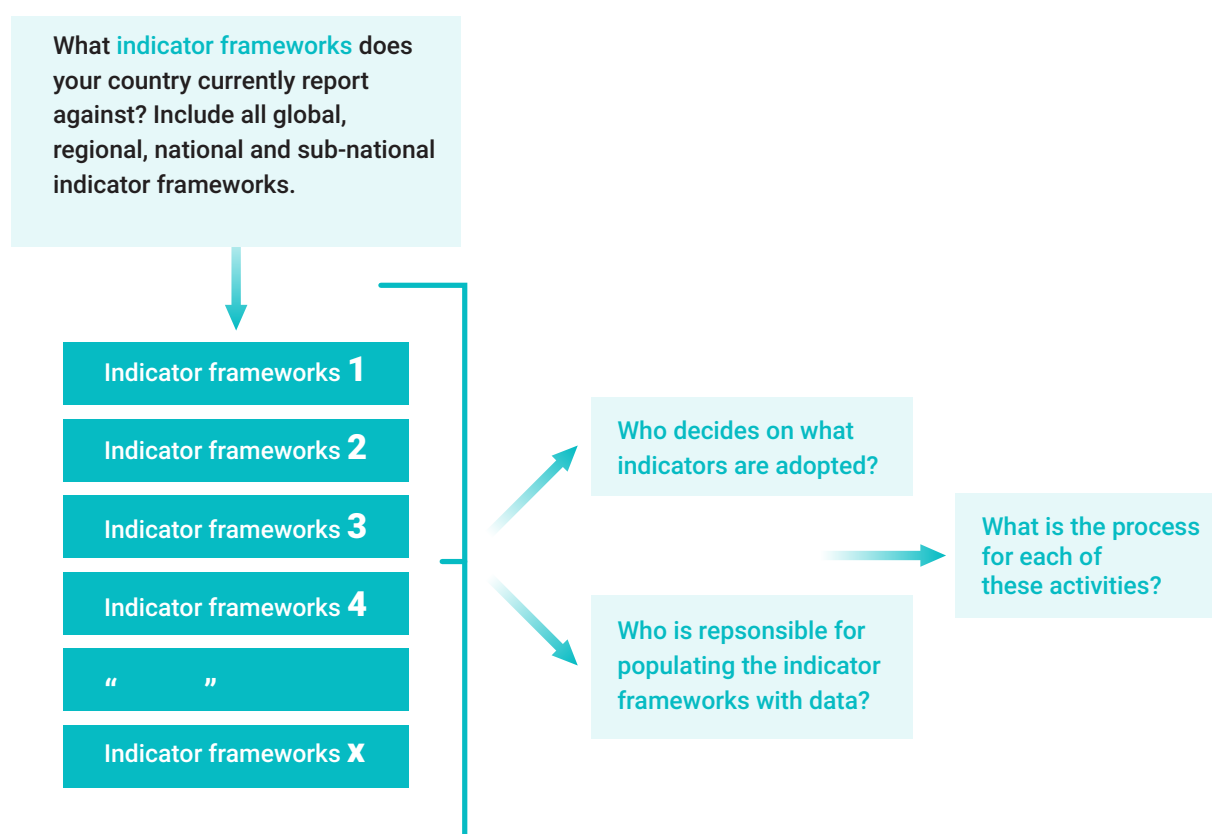 What indicator frameworks does
your country currently report
against? Include all global,
regional, national and sub-national
indicator frameworks.
Indicator frameworks 1
Indicator frameworks 2
Indicator frameworks 3
Indicator frameworks 4
“ ”
Indicator frameworks x
Who decides on what
indicators are adopted?
Who is repsonsible for
populating the indicator
frameworks with data?
What is the process
for each of
these activities?